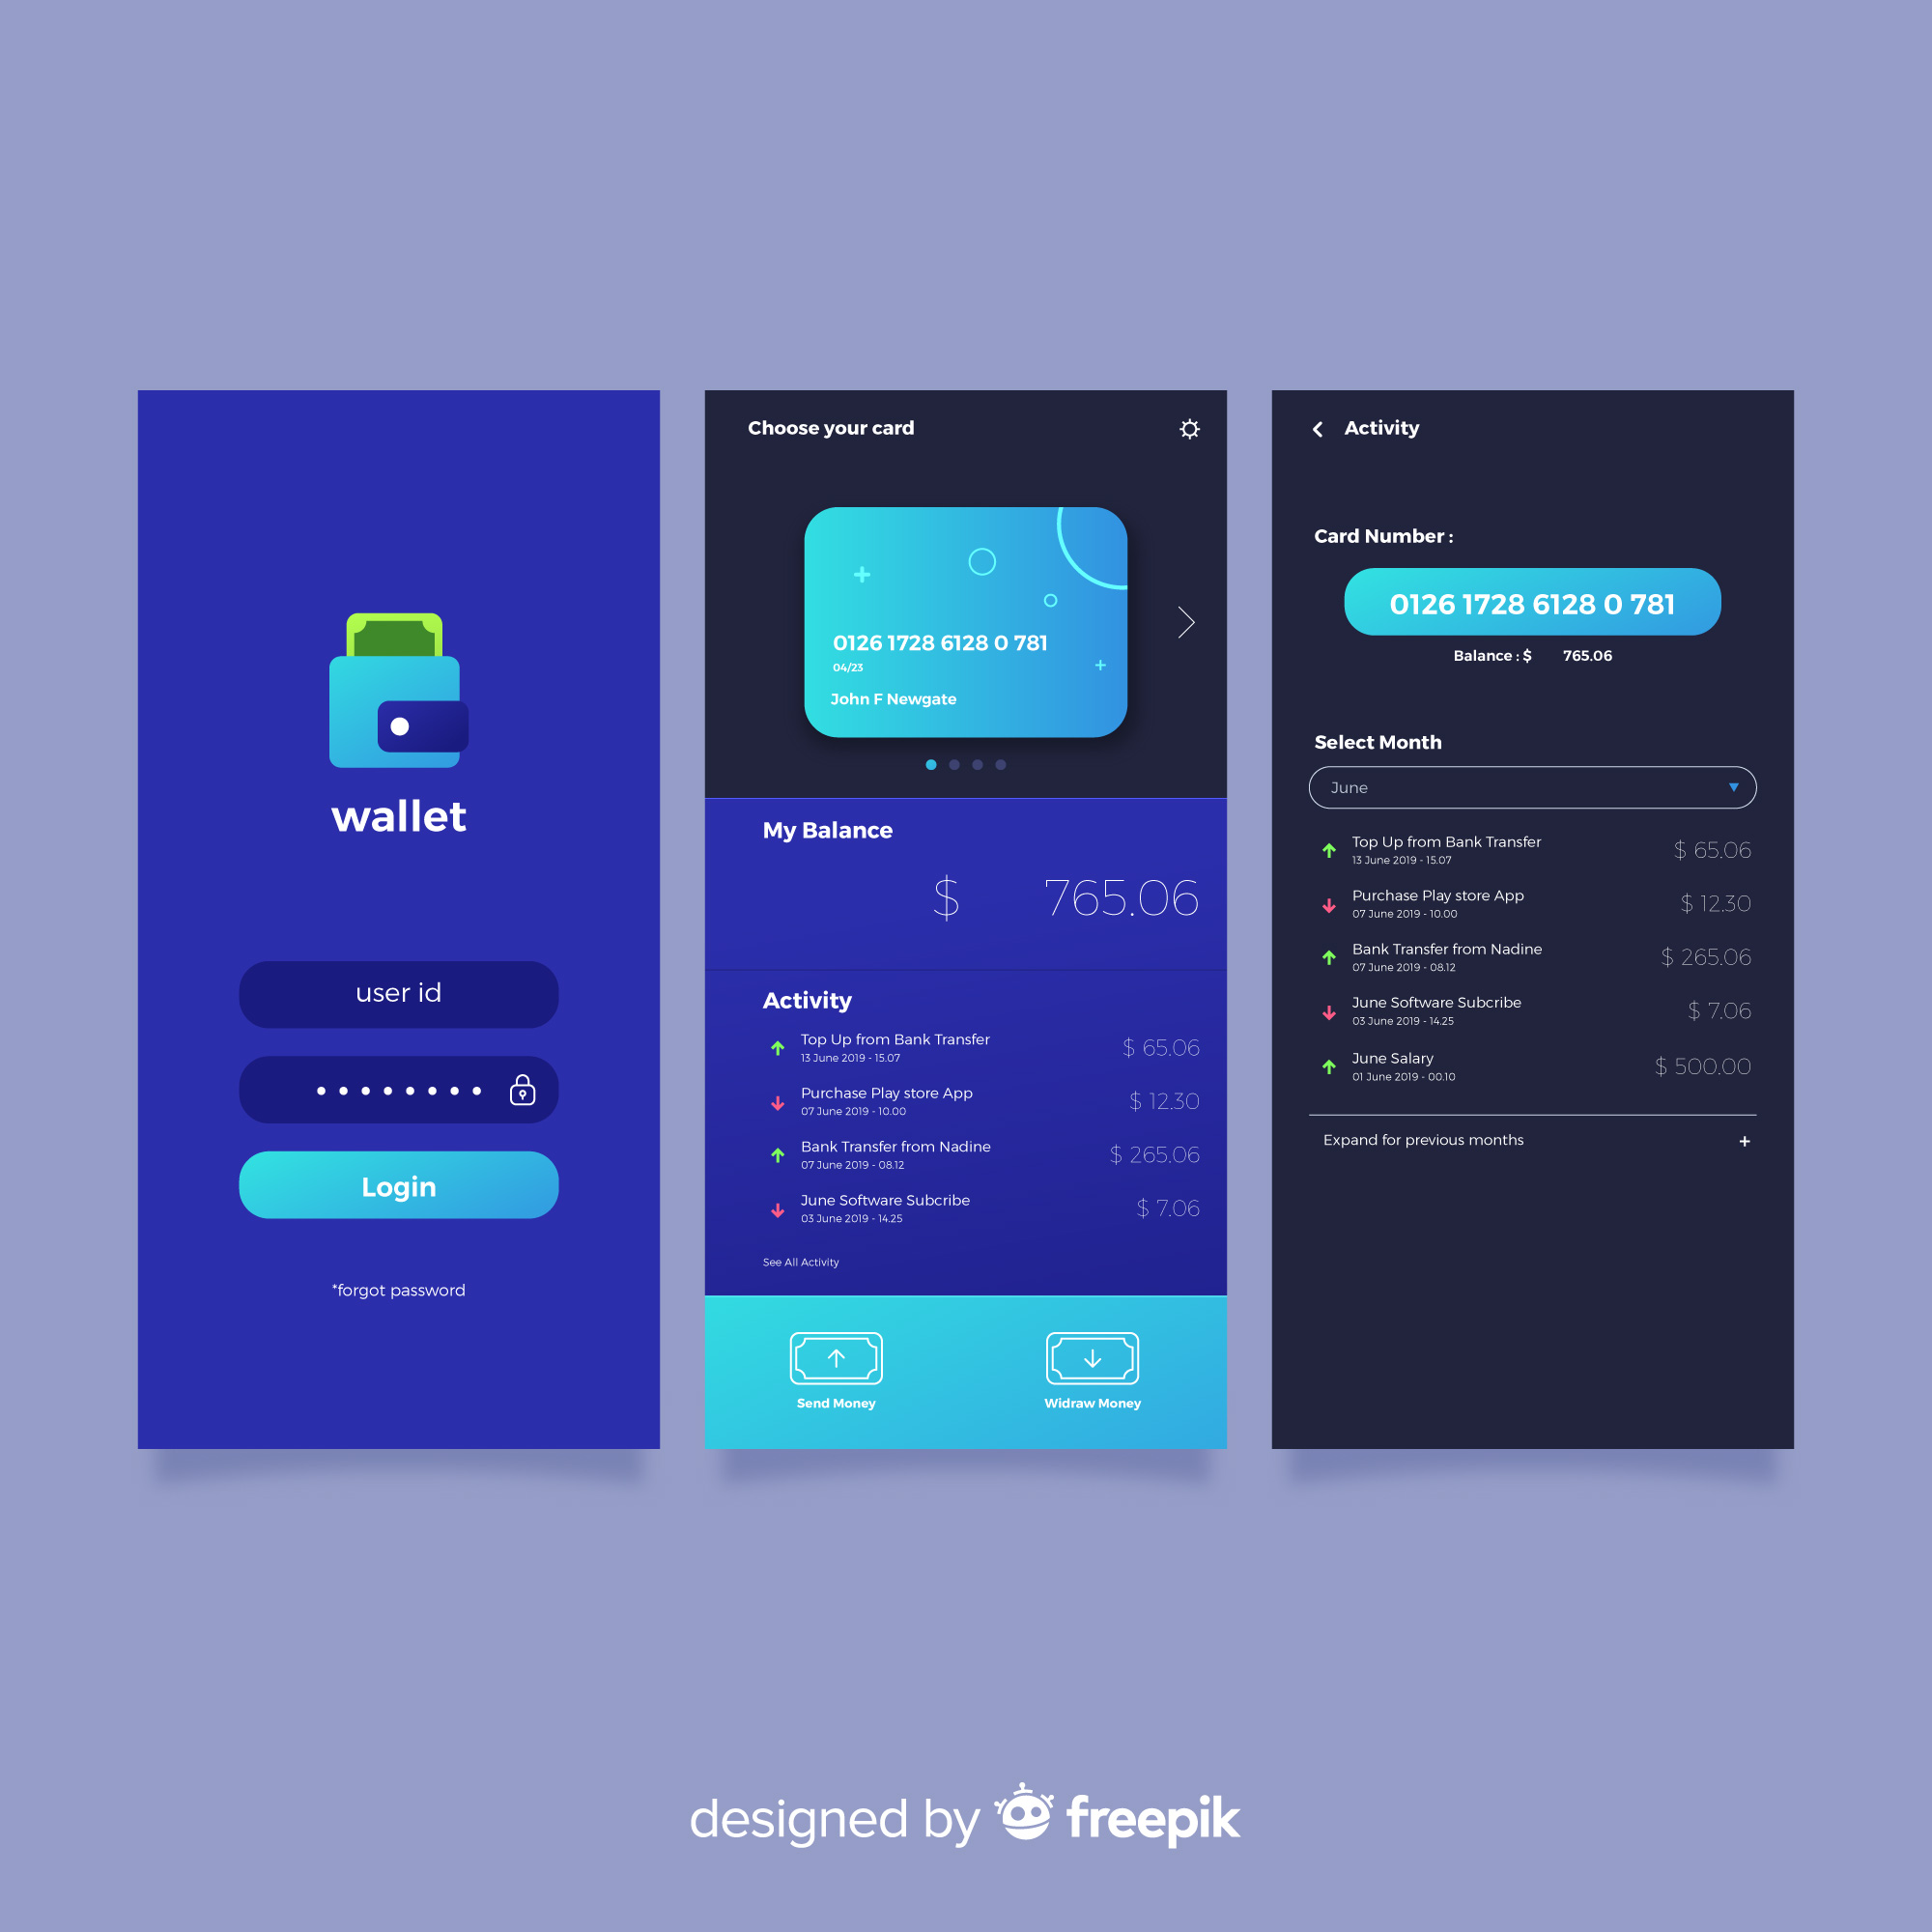 wallet
user id
Login
*forgot password
Choose your card
0126 1728 6128 0 781
04/23
John F Newgate
My Balance
$ 765.06
Activity
Top Up from Bank Transfer $ 65.06
13 June 2019 - 15.07
Purchase Play store App $ 12.30
07 June 2019 - 10.00
Bank Transfer from Nadine $ 265.06
07 June 2019 - 08.12
June Software Subcribe $ 7.06
03 June 2019 - 14.25
See All Activity
Send Money Widraw Money
Activity
Card Number :
0126 1728 6128 0 781
Balance : $ 765.06
Select Month
June
Top Up from Bank Transfer $ 65.06
13 June 2019 - 15.07
Purchase Play store App $ 12.30
07 June 2019 - 10.00
Bank Transfer from Nadine $ 265.06
07 June 2019 - 08.12
June Software Subcribe $ 7.06
03 June 2019 - 14.25
June Salary $ 500.00
01 June 2019 - 00.10
Expand for previous months +
designed by freepik